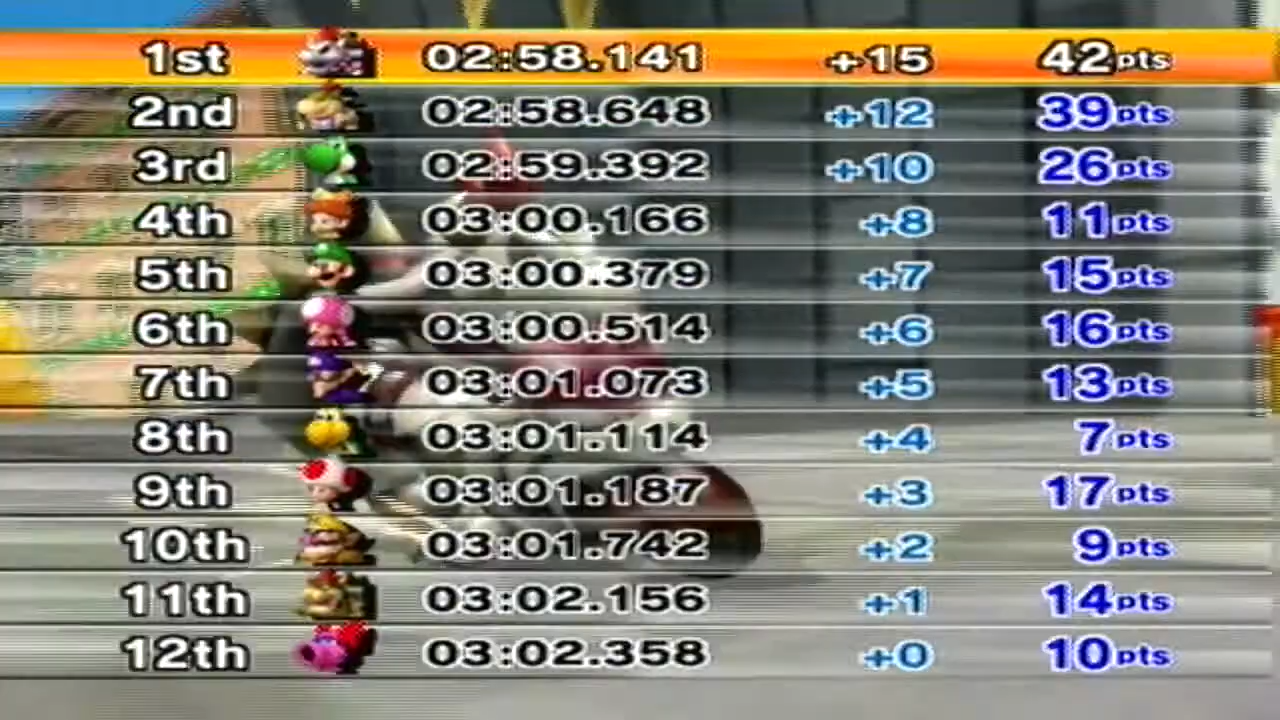 1st 02:58.141 +15 42pts
2nd 02:58.648 +12 39pts
3rd 02:59.392 +10 26pts
4th 03:00.166 +8 11pts
5th 03:00.379 +7 15pts
6th 03:00.514 +6 16pts
7th 03:01.073 +5 13pts
8th 03:01.114 +4 7pts
9th 03:01.187 +3 17pts
10th 03:01.742 +2 9pts
11th 03:02.156 +1 14pts
12th 03:02.358 +0 10pts